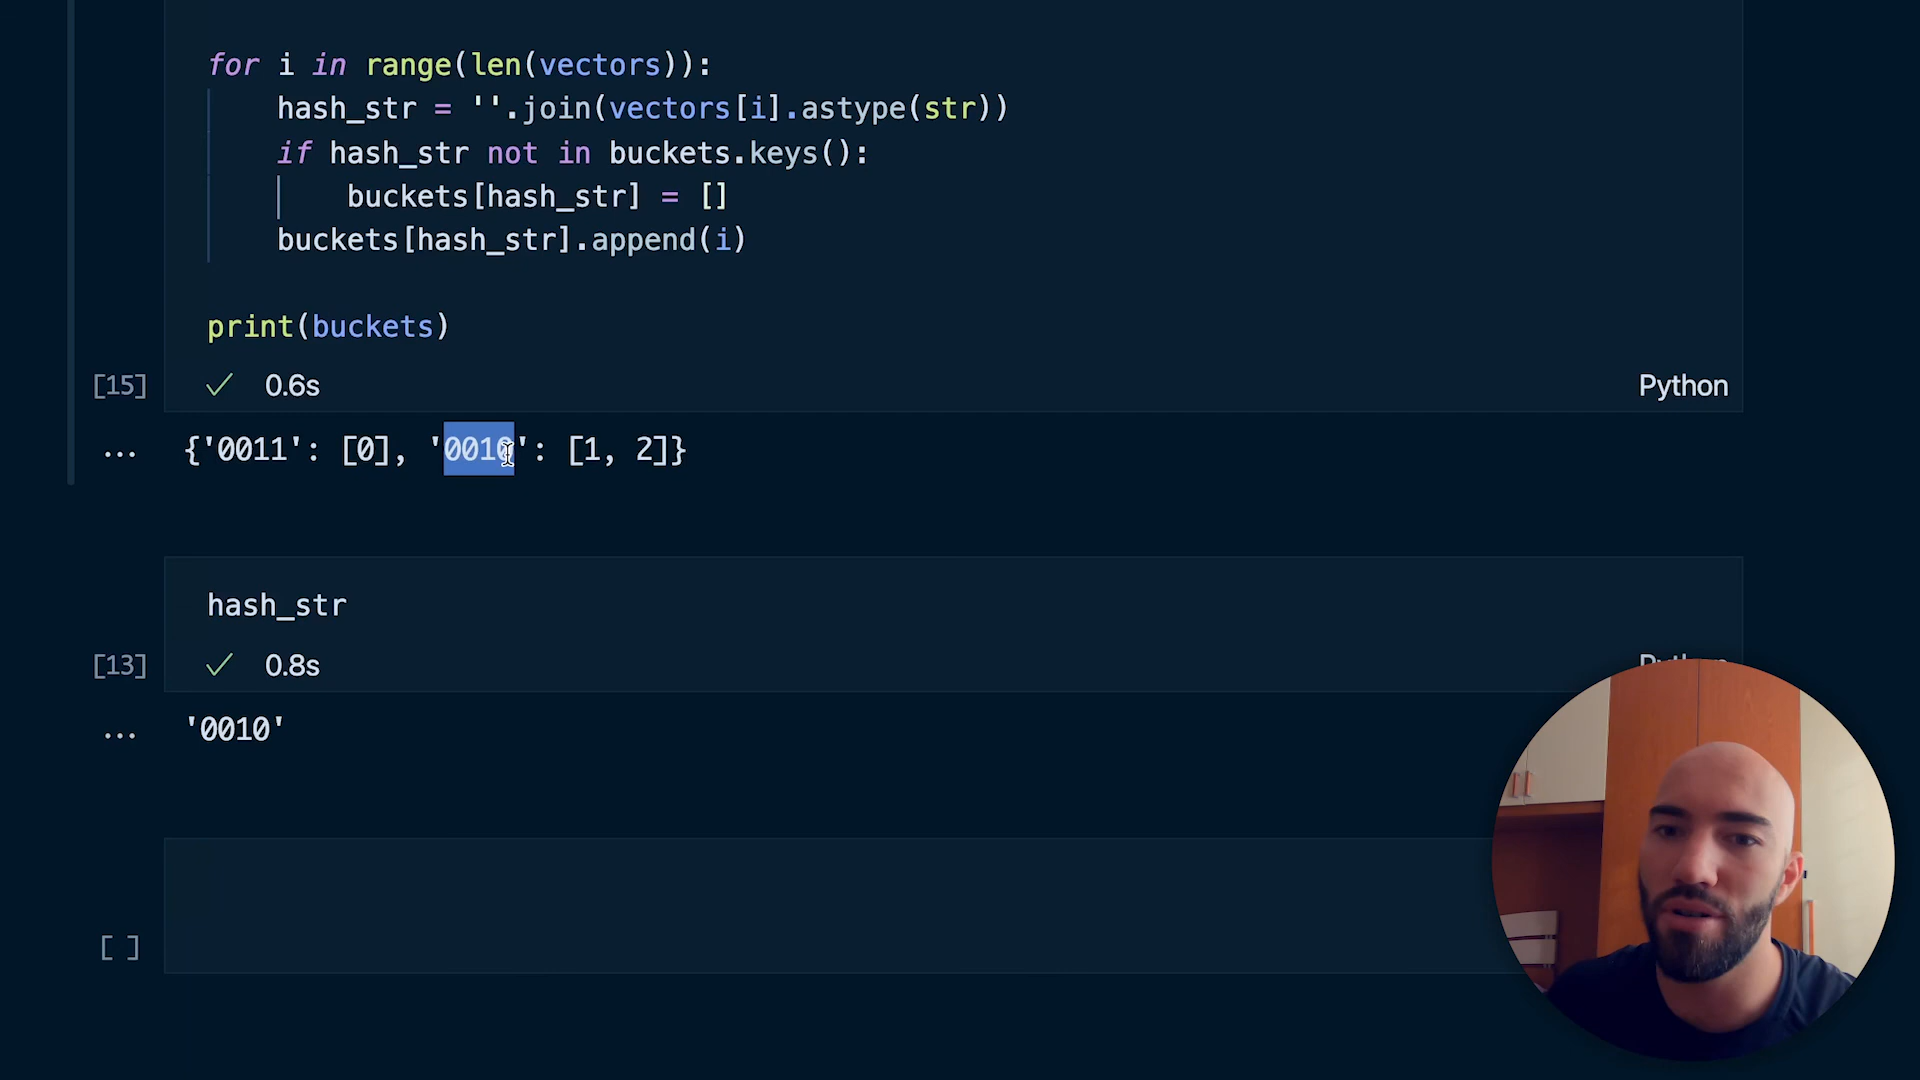 for i in range(len(vectors)):
hash_str = ''.join(vectors[i].astype(str))
if hash_str not in buckets.keys():
buckets[hash_str] = []
buckets[hash_str].append(i)
print(buckets)
[15] 0.6s Python
... {'0011': [0], '0010': [1, 2]}
hash_str
[13] 0.8s Python
... '0010'
[ ]